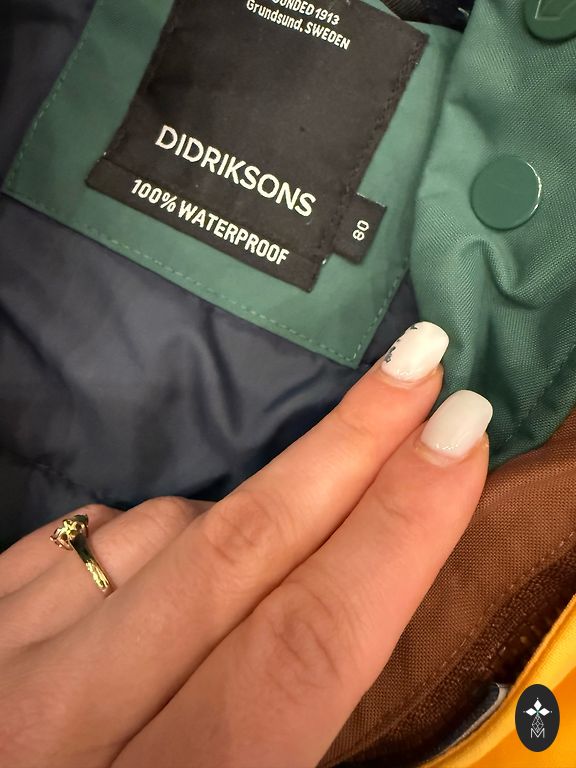 Grundsund, SWEDEN
DIDRIKSONS
100% WATERPROOF
80